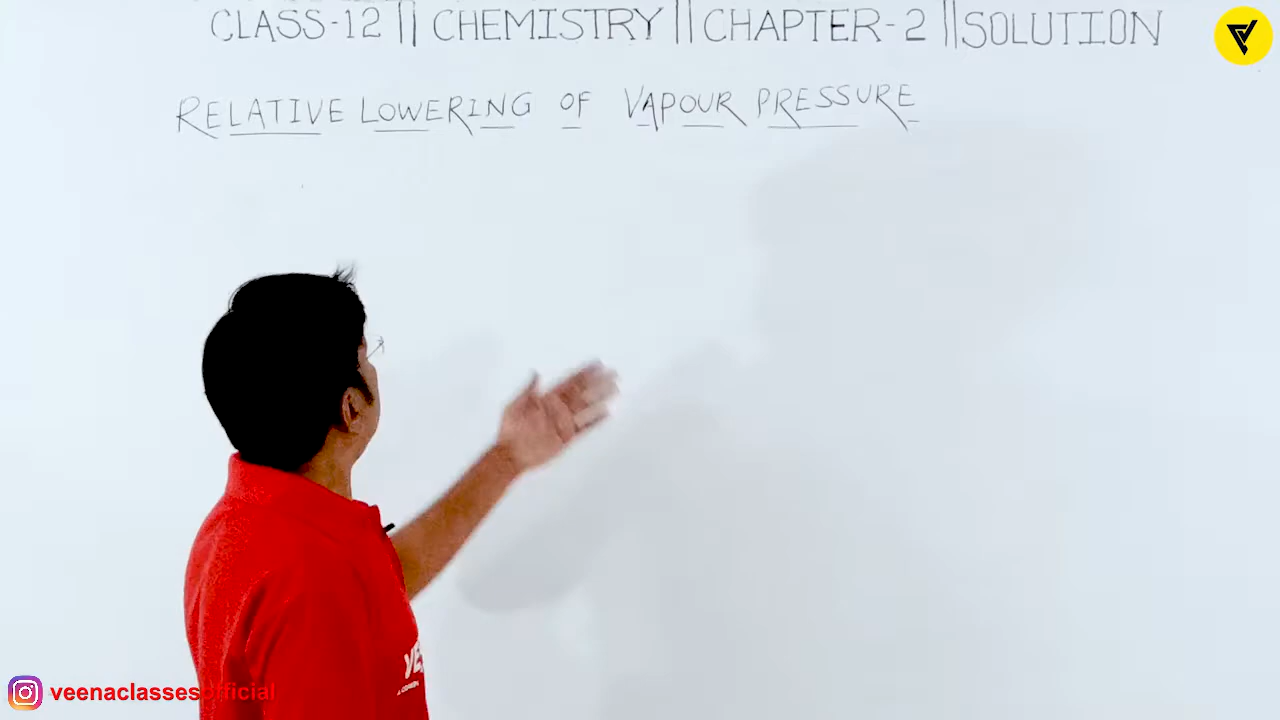 CLASS-12 || CHEMISTRY || CHAPTER-2 || SOLUTION
RELATIVE LOWERING OF VAPOUR PRESSURE
veenaclassesofficial